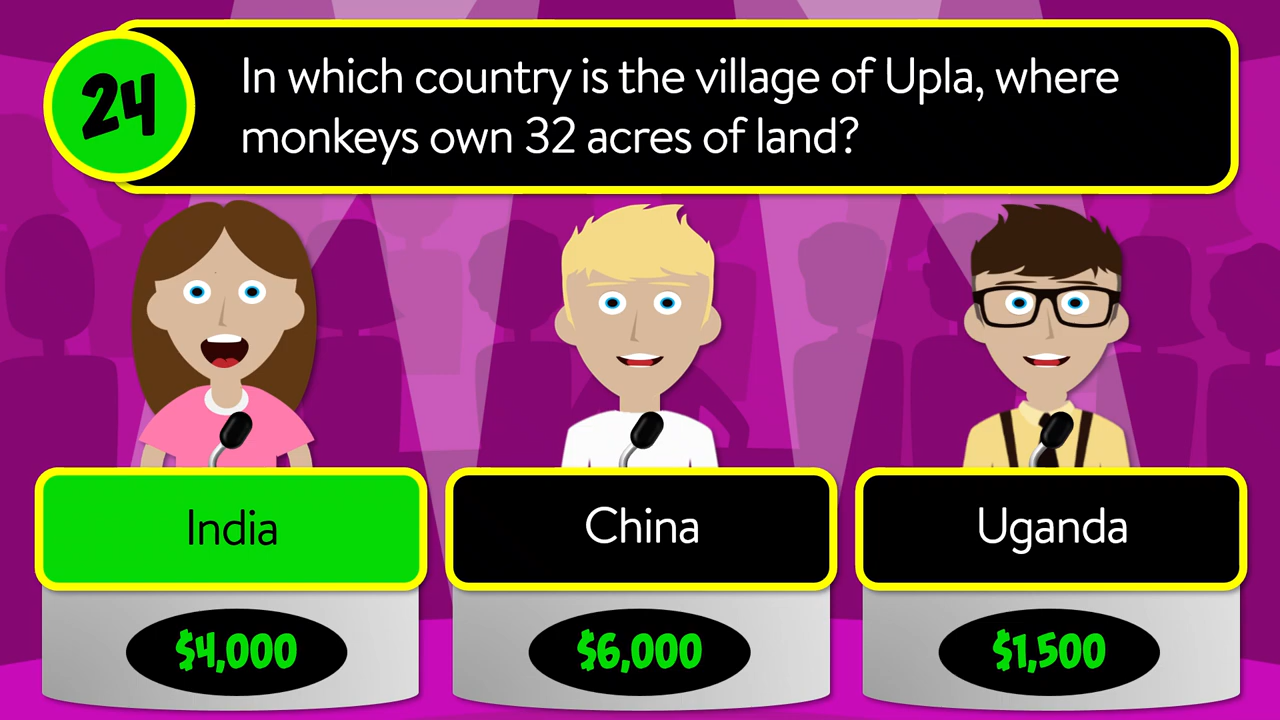 24
In which country is the village of Upla, where
monkeys own 32 acres of land?
India
China
Uganda
$4,000
$6,000
$1,500